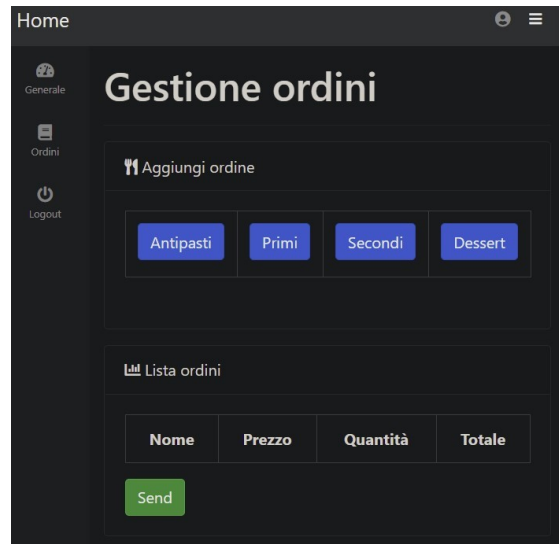 Home
Generale
Ordini
Logout
Gestione ordini
Aggiungi ordine
Antipasti Primi Secondi Dessert
Lista ordini
Nome Prezzo Quantità Totale
Send